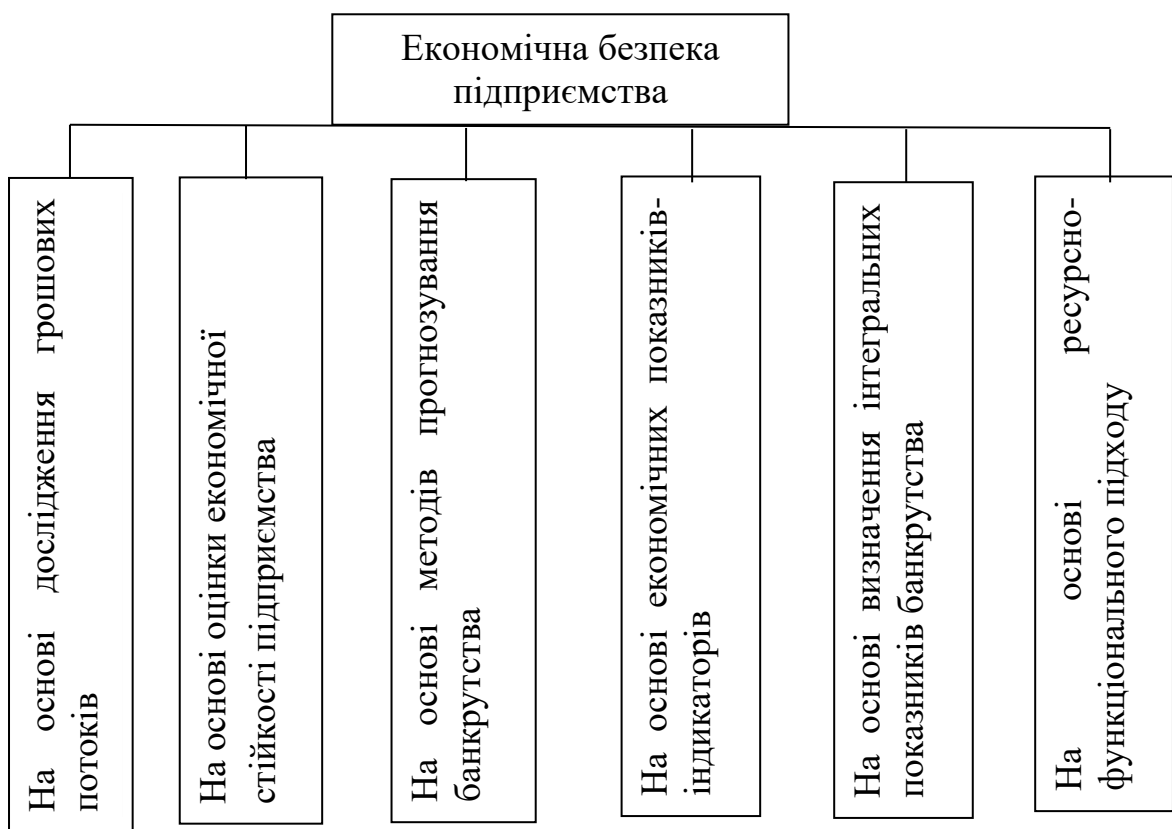 Економічна безпека
підприємства
На основі дослідження грошових
потоків
На основі оцінки економічної
стійкості підприємства
На основі методів прогнозування
банкрутства
На основі економічних показників-
індикаторів
На основі визначення інтегральних
показників банкрутства
На основі ресурсно-
функціонального підходу